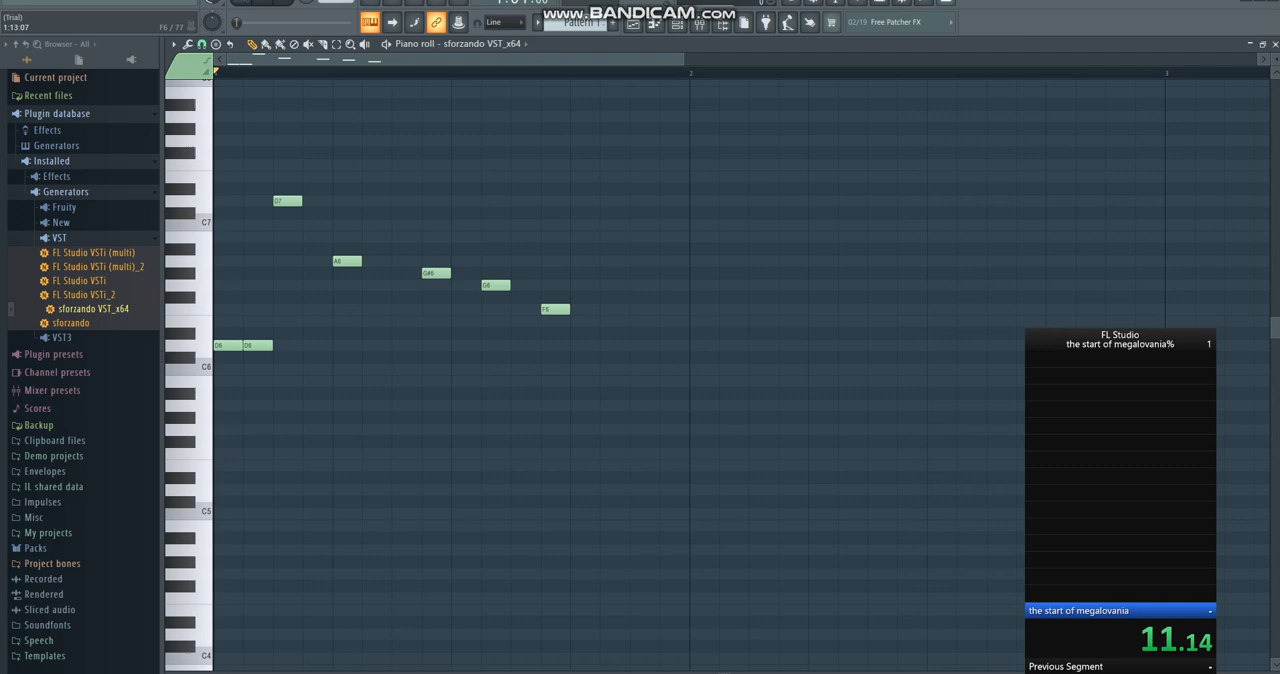 (Trial)
1:13:07
F6 / 77
WWW.BANDICAM.COM
Line
Pattern 1
02/19 Free Patcher FX
Browser - All
Piano roll - sforzando VST_x64
Current project
Recent files
Plugin database
Effects
Generators
Installed
Effects
Generators
Fruity
New
VST
FL Studio VSTi (multi)
FL Studio VSTi (multi)_2
FL Studio VSTi
FL Studio VSTi_2
sforzando VST_x64
sforzando
VST3
Plugin presets
Channel presets
Mixer presets
Scores
Backup
Clipboard files
Demo projects
Envelopes
IL shared data
Impulses
Misc
My projects
Packs
Project bones
Recorded
Rendered
Sliced audio
Soundfonts
Speech
Templates
2
3
D7
C7
A6
G#6
G6
F6
D6 D6
C6
C5
C4
FL Studio
the start of megalovania% 1
the start of megalovania -
11.14
Previous Segment -